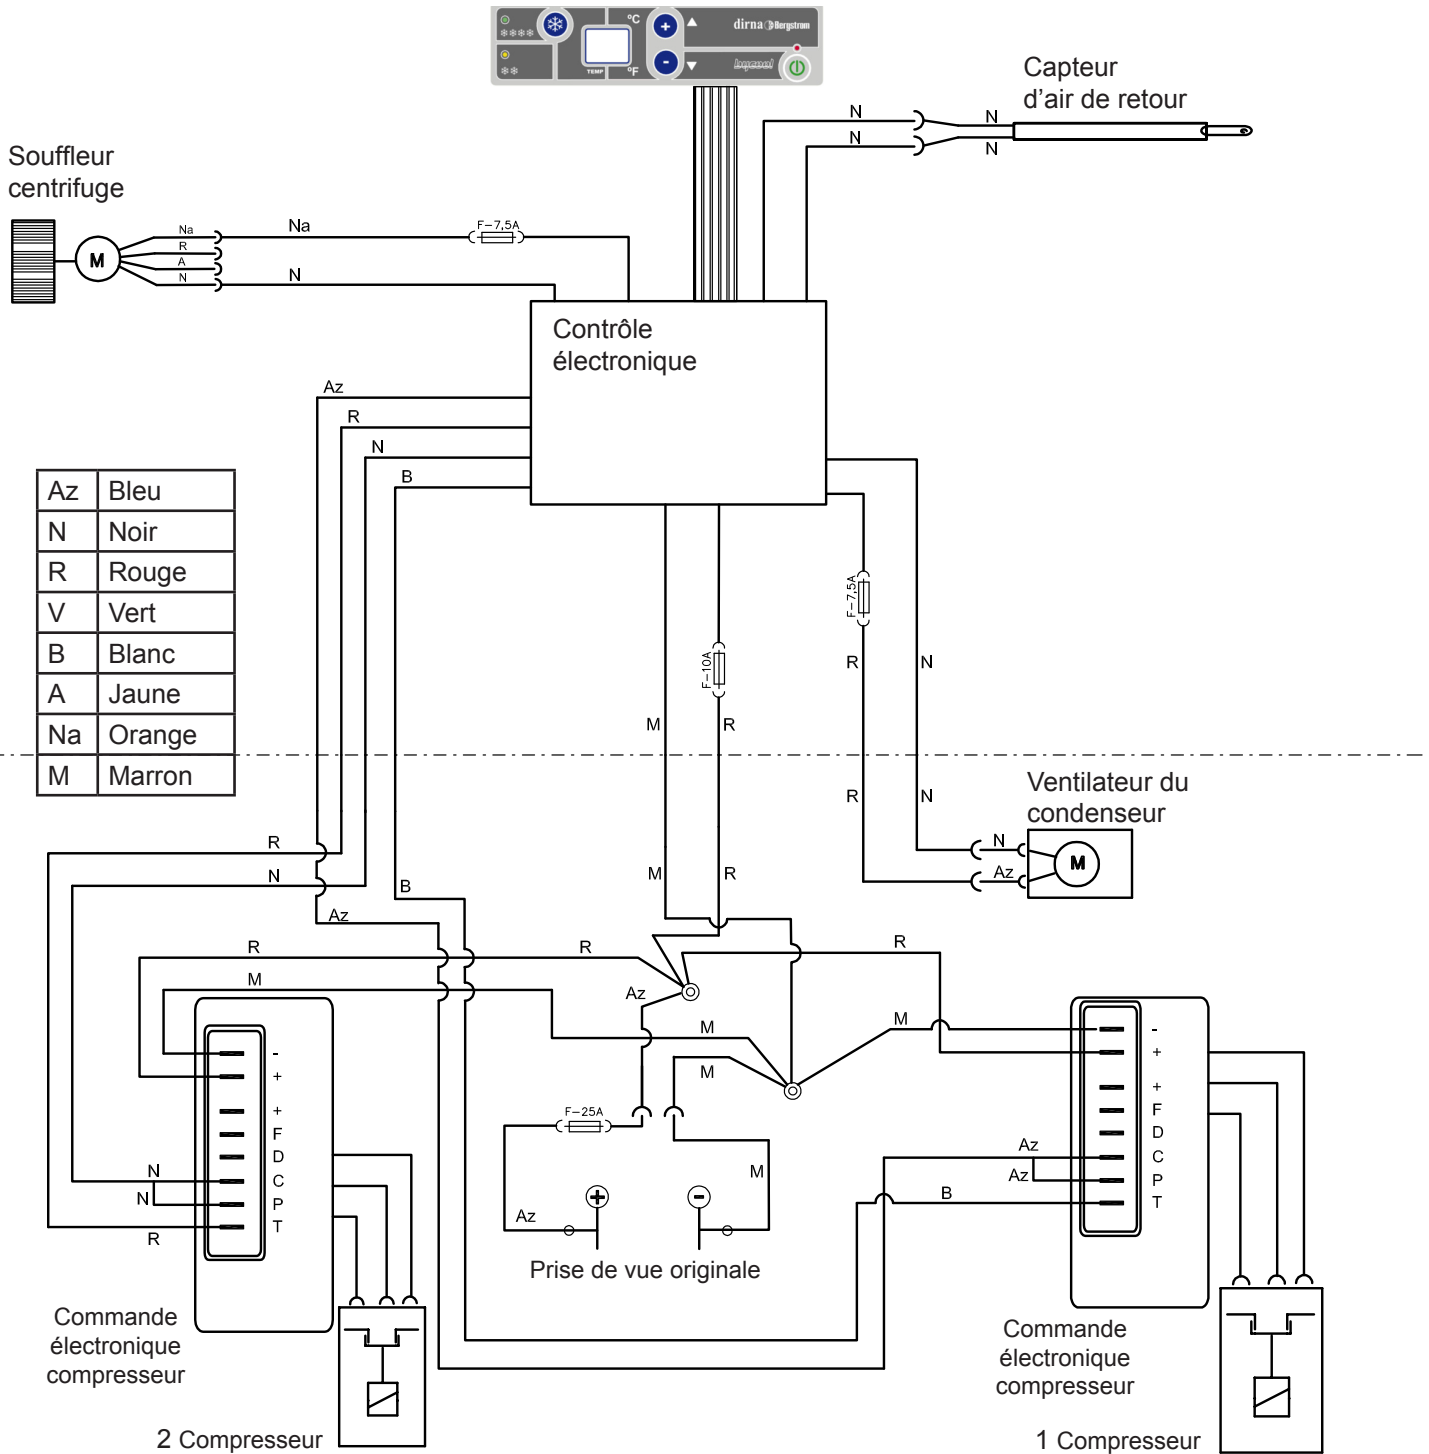 °C
dirna Bergstrom
TEMP
°F
bycool
+
-
Capteur
d'air de retour
N
N
N
N
Souffleur
centrifuge
M
Na
R
A
N
Na
N
F-7,5A
Contrôle
électronique
Az
R
N
B
Az Bleu
N Noir
R Rouge
V Vert
B Blanc
A Jaune
Na Orange
M Marron
F-10A
F-7,5A
M
R
R
N
R
N
Ventilateur du
condenseur
N
Az
M
R
N
Az
B
M
R
R
R
R
M
Az
M
M
M
F-25A
-
+
+
F
D
C
P
T
N
N
R
Az
+
-
M
Prise de vue originale
-
+
+
F
D
C
P
T
Az
Az
B
Commande
électronique
compresseur
2 Compresseur
Commande
électronique
compresseur
1 Compresseur